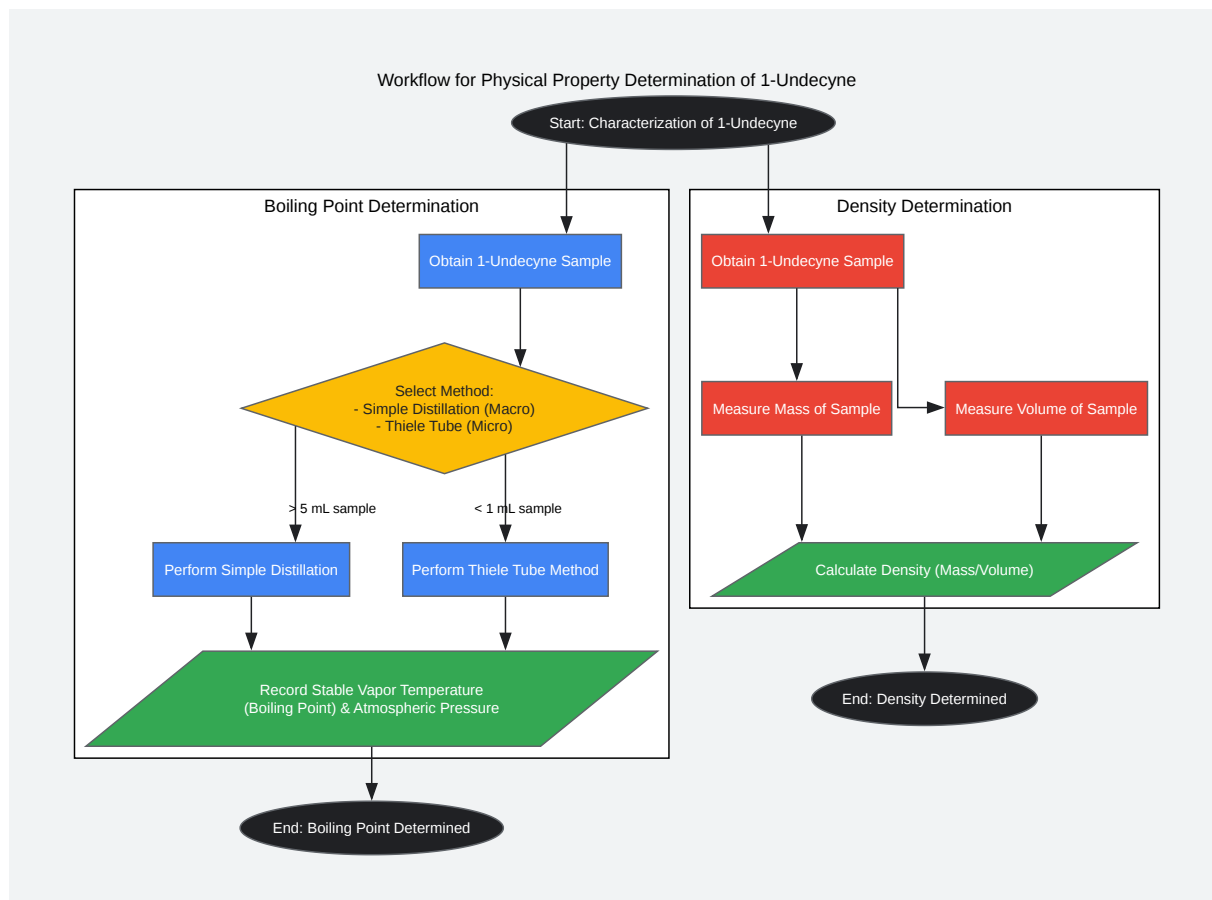 Workflow for Physical Property Determination of 1-Undecyne
Start: Characterization of 1-Undecyne
Boiling Point Determination
Obtain 1-Undecyne Sample
Select Method:
- Simple Distillation (Macro)
- Thiele Tube (Micro)
> 5 mL sample
< 1 mL sample
Perform Simple Distillation
Perform Thiele Tube Method
Record Stable Vapor Temperature
(Boiling Point) & Atmospheric Pressure
End: Boiling Point Determined
Density Determination
Obtain 1-Undecyne Sample
Measure Mass of Sample
Measure Volume of Sample
Calculate Density (Mass/Volume)
End: Density Determined